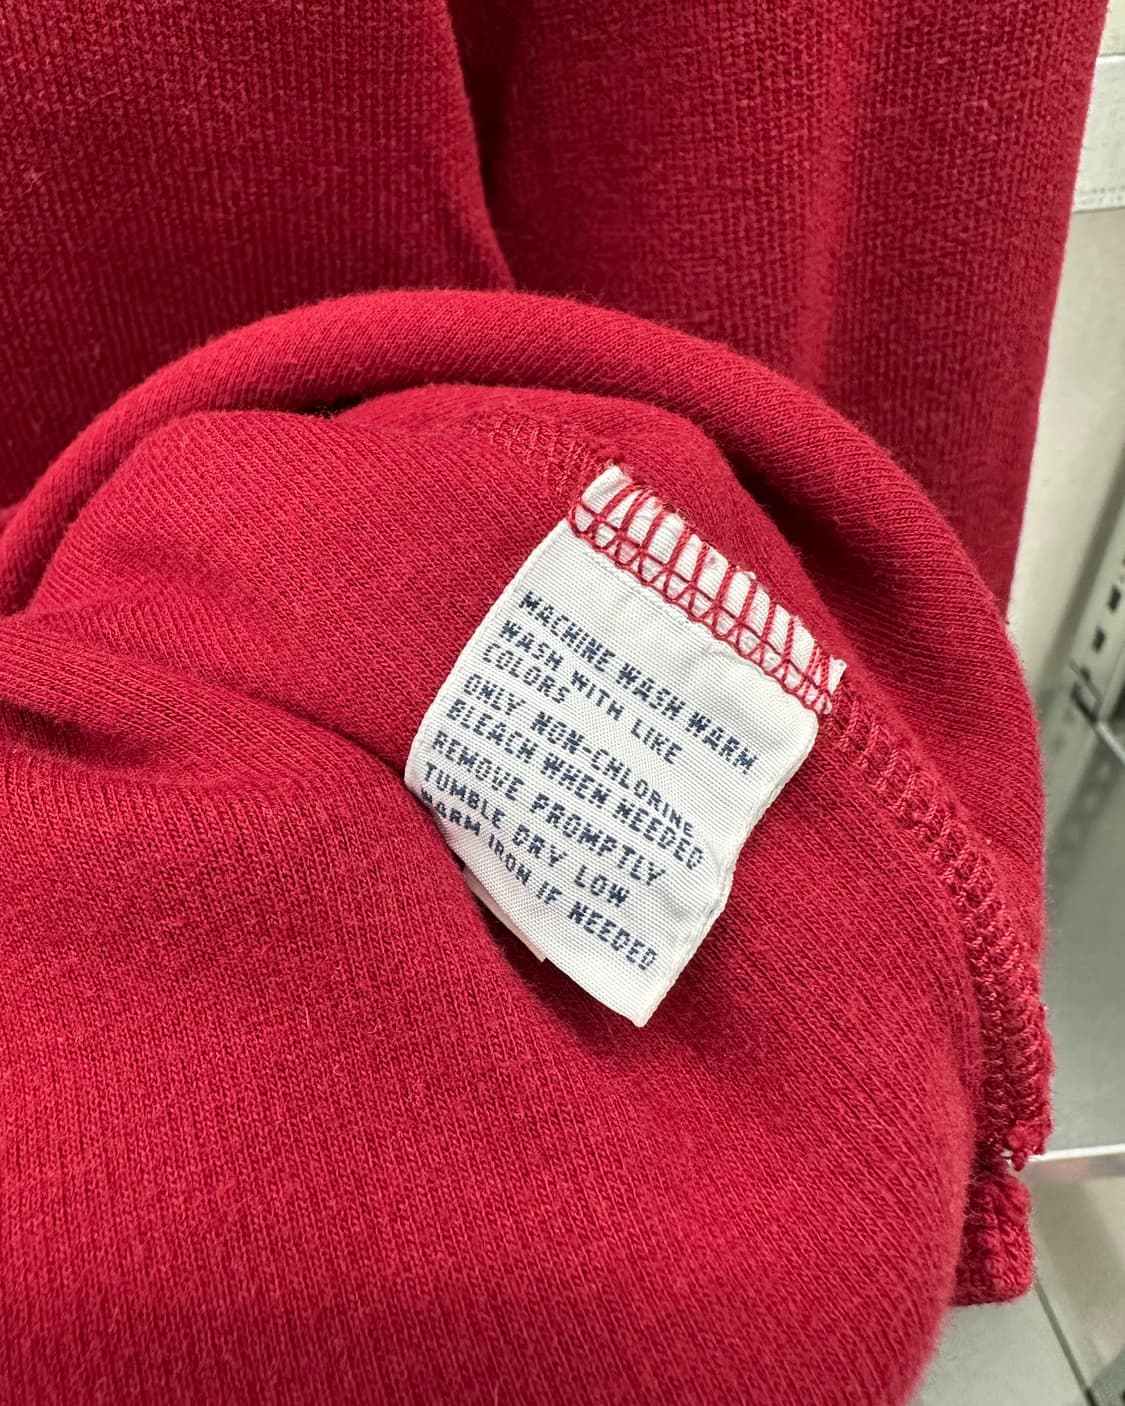 MACHINE WASH WARM
WASH WITH LIKE
COLORS
ONLY NON-CHLORINE
BLEACH WHEN NEEDED
REMOVE PROMPTLY
TUMBLE DRY LOW
WARM IRON IF NEEDED